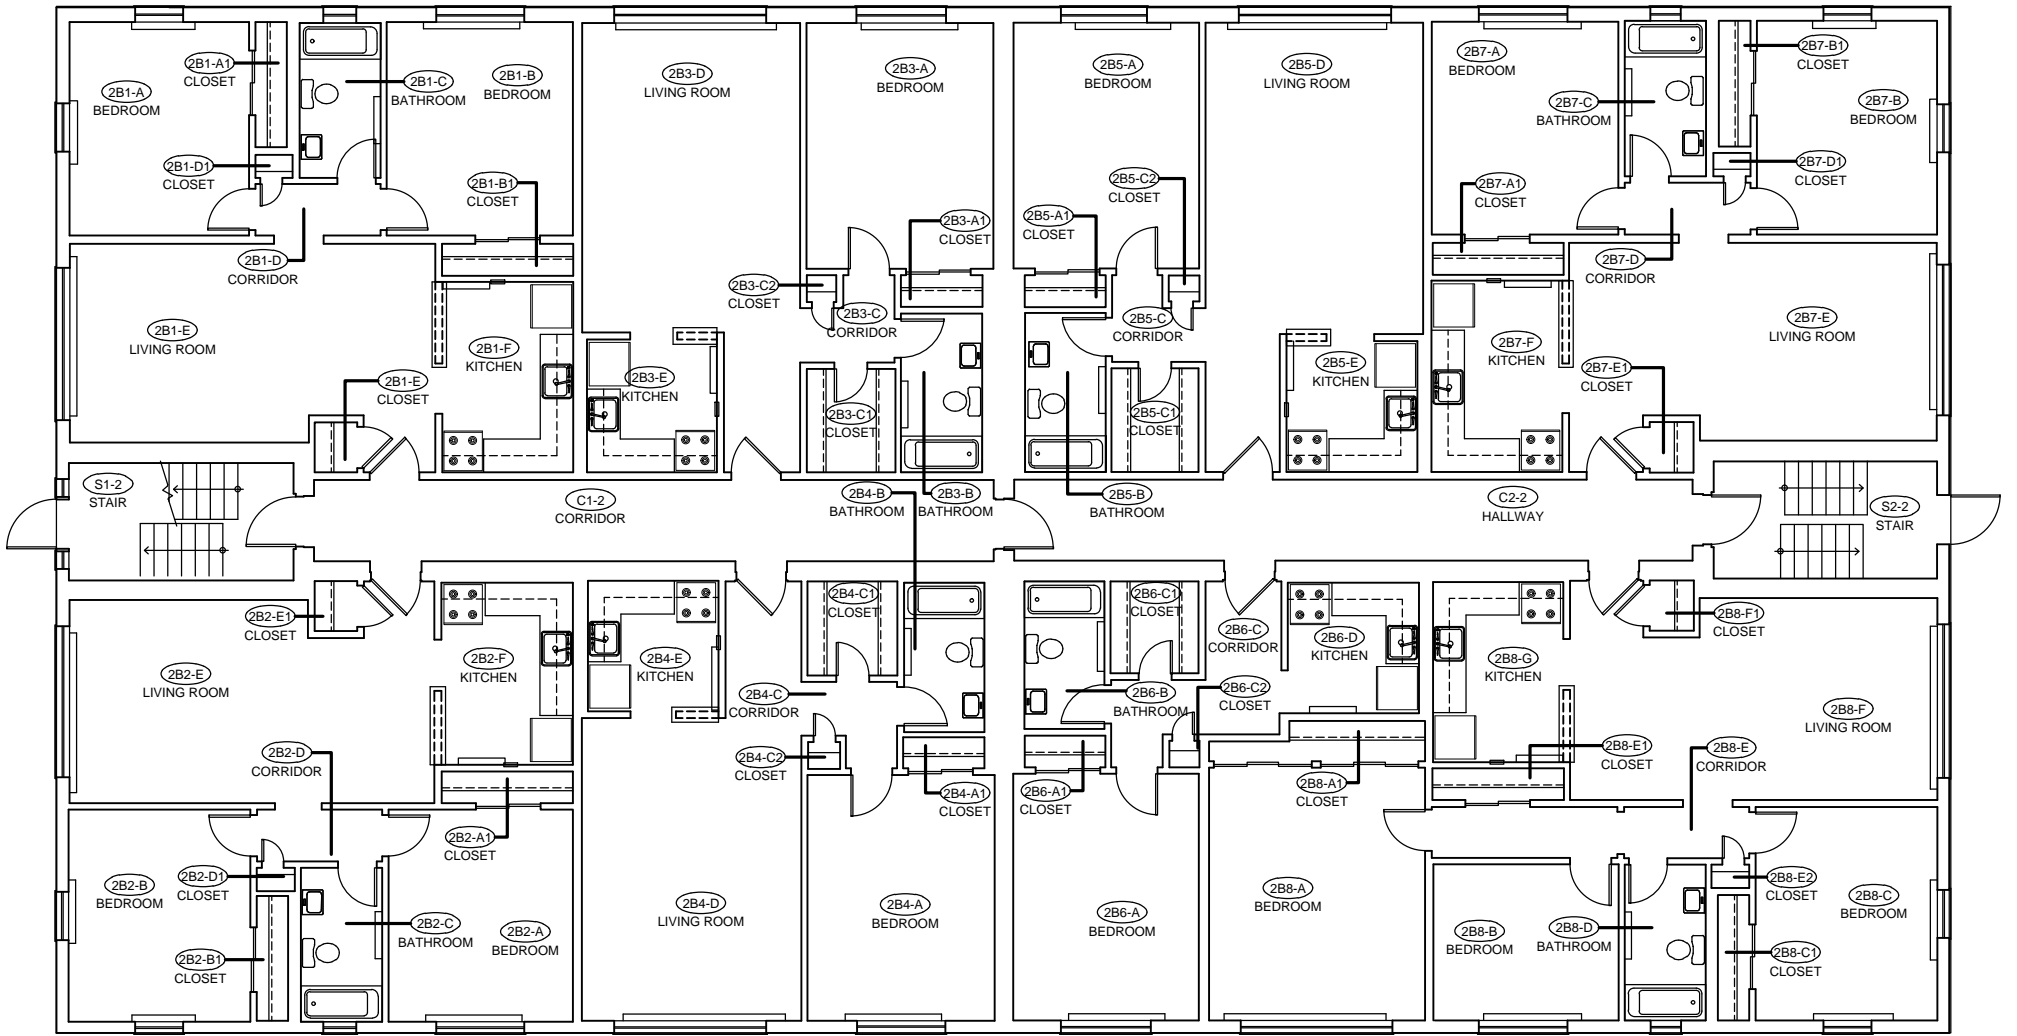 2B1-A
BEDROOM
2B1-A1
CLOSET
2B1-C
BATHROOM
2B1-B
BEDROOM
2B3-D
LIVING ROOM
2B3-A
BEDROOM
2B5-A
BEDROOM
2B5-D
LIVING ROOM
2B7-A
BEDROOM
2B7-C
BATHROOM
2B7-B1
CLOSET
2B7-B
BEDROOM
2B1-D1
CLOSET
2B1-B1
CLOSET
2B3-A1
CLOSET
2B5-C2
CLOSET
2B5-A1
CLOSET
2B7-A1
CLOSET
2B7-D1
CLOSET
2B1-D
CORRIDOR
2B3-C2
CLOSET
2B3-C
CORRIDOR
2B5-C
CORRIDOR
2B7-D
CORRIDOR
2B1-E
LIVING ROOM
2B1-F
KITCHEN
2B3-E
KITCHEN
2B5-E
KITCHEN
2B7-F
KITCHEN
2B7-E
LIVING ROOM
2B1-E
CLOSET
2B3-C1
CLOSET
2B5-C1
CLOSET
2B7-E1
CLOSET
S1-2
STAIR
C1-2
CORRIDOR
2B4-B
BATHROOM
2B3-B
BATHROOM
2B5-B
BATHROOM
C2-2
HALLWAY
S2-2
STAIR
2B2-E1
CLOSET
2B4-C1
CLOSET
2B6-C1
CLOSET
2B6-C
CORRIDOR
2B6-D
KITCHEN
2B8-F1
CLOSET
2B2-E
LIVING ROOM
2B2-F
KITCHEN
2B4-E
KITCHEN
2B4-C
CORRIDOR
2B6-B
BATHROOM
2B6-C2
CLOSET
2B8-G
KITCHEN
2B8-F
LIVING ROOM
2B2-D
CORRIDOR
2B4-C2
CLOSET
2B4-A1
CLOSET
2B6-A1
CLOSET
2B8-A1
CLOSET
2B8-E1
CLOSET
2B8-E
CORRIDOR
2B2-A1
CLOSET
2B2-B
BEDROOM
2B2-D1
CLOSET
2B2-C
BATHROOM
2B2-A
BEDROOM
2B2-B1
CLOSET
2B4-D
LIVING ROOM
2B4-A
BEDROOM
2B6-A
BEDROOM
2B8-A
BEDROOM
2B8-B
BEDROOM
2B8-D
BATHROOM
2B8-E2
CLOSET
2B8-C
BEDROOM
2B8-C1
CLOSET